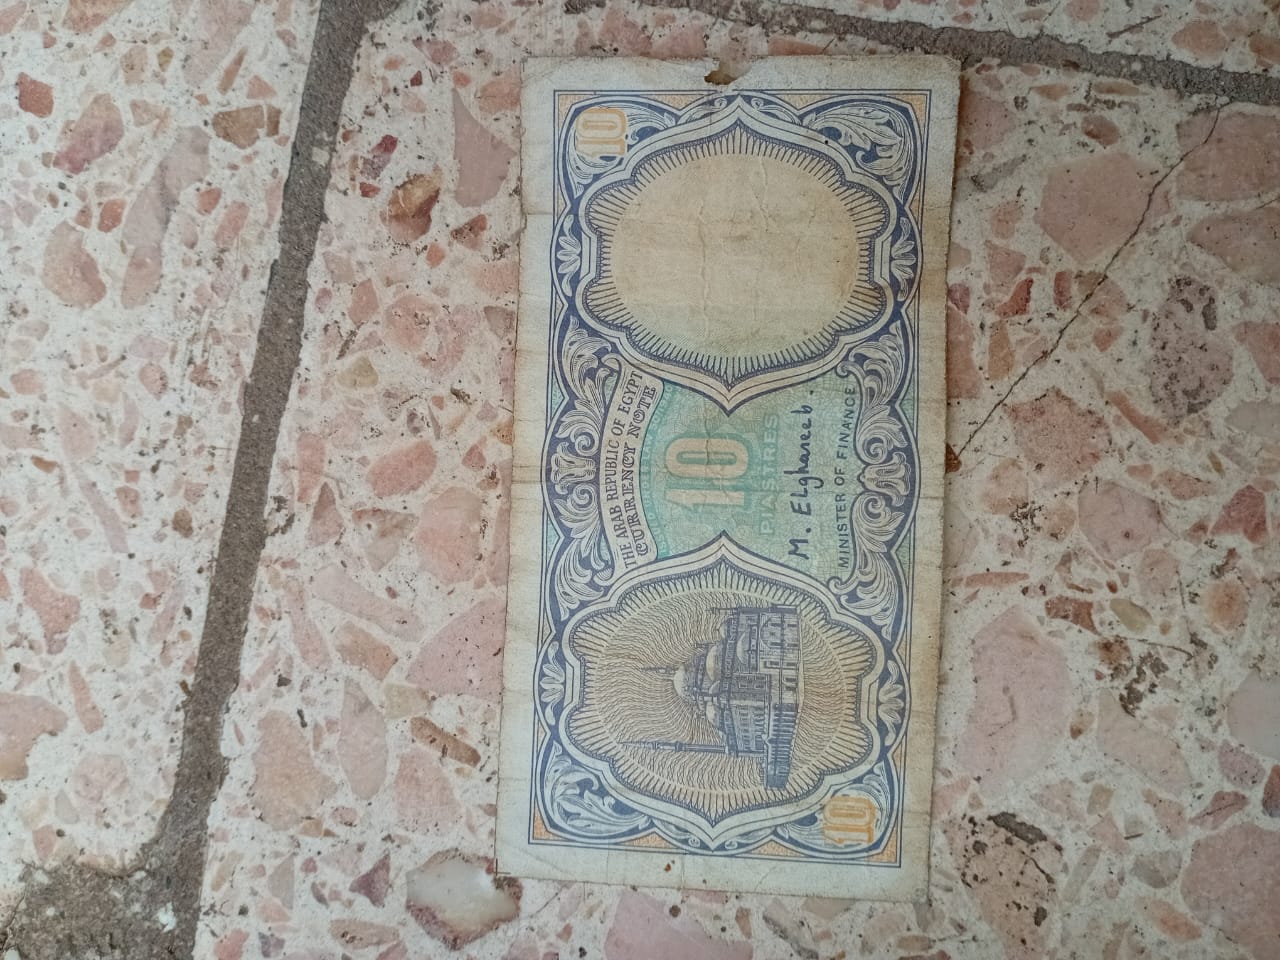 10
THE ARAB REPUBLIC OF EGYPT
CURRENCY NOTE
10
PIASTRES
M. ELghareeb.
MINISTER OF FINANCE
10